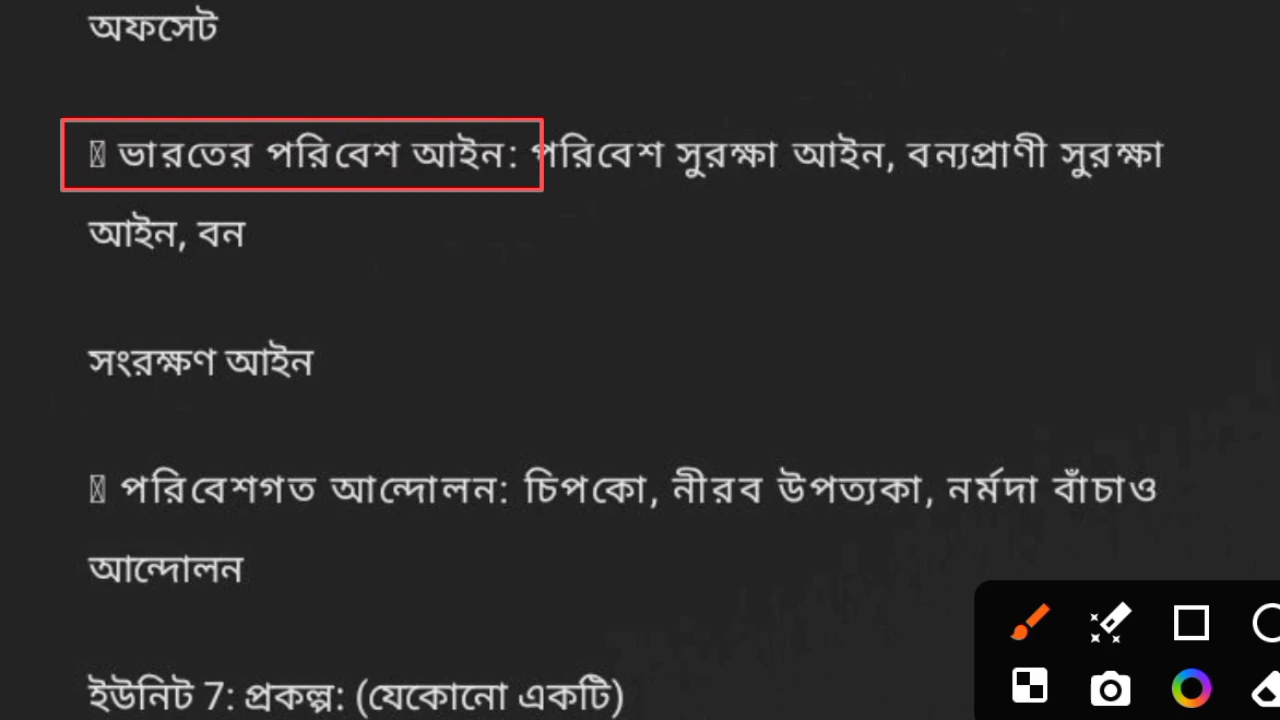 অফসেট
ভারতের পরিবেশ আইন: পরিবেশ সুরক্ষা আইন, বন্যপ্রাণী সুরক্ষা
আইন, বন
সংরক্ষণ আইন
পরিবেশগত আন্দোলন: চিপকো, নীরব উপত্যকা, নর্মদা বাঁচাও
আন্দোলন
ইউনিট 7: প্রকল্প: (যেকোনো একটি)